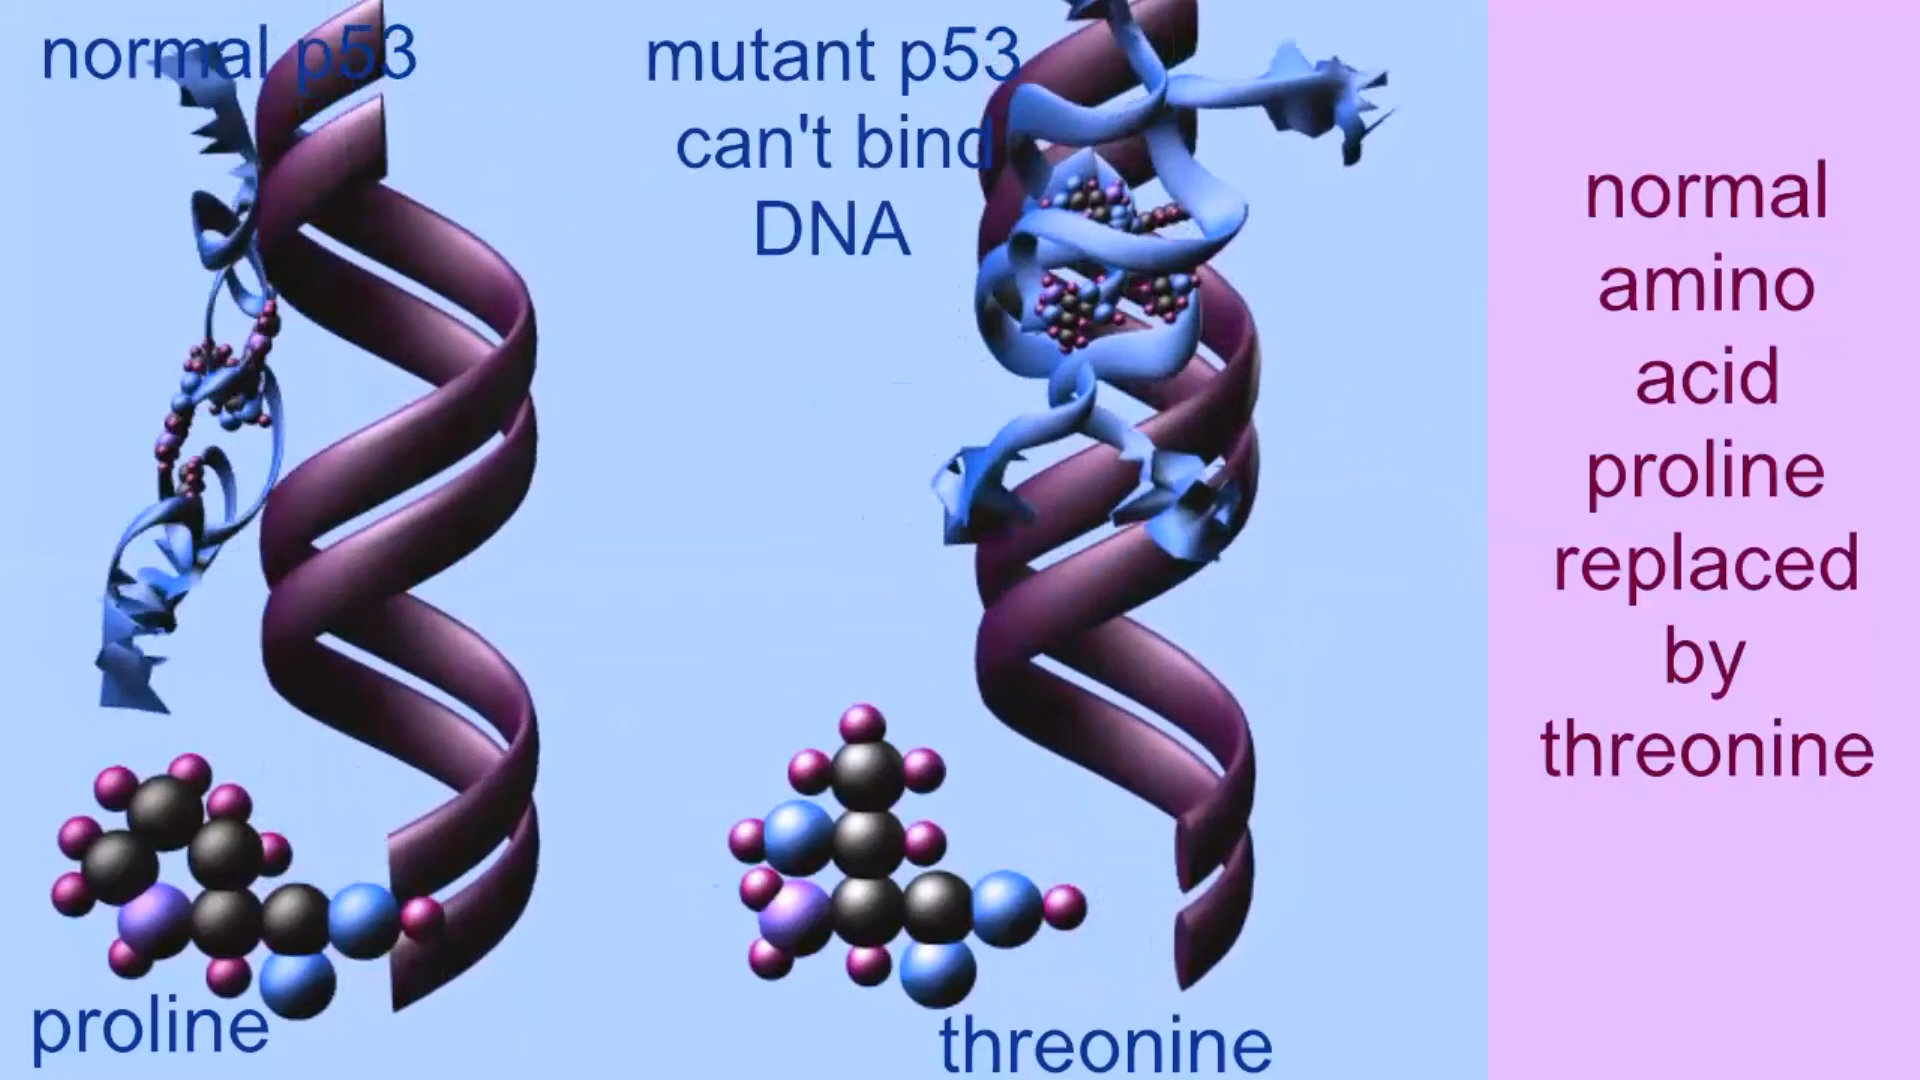 normal p53
mutant p53
can't bind
DNA
proline
threonine
normal
amino
acid
proline
replaced
by
threonine